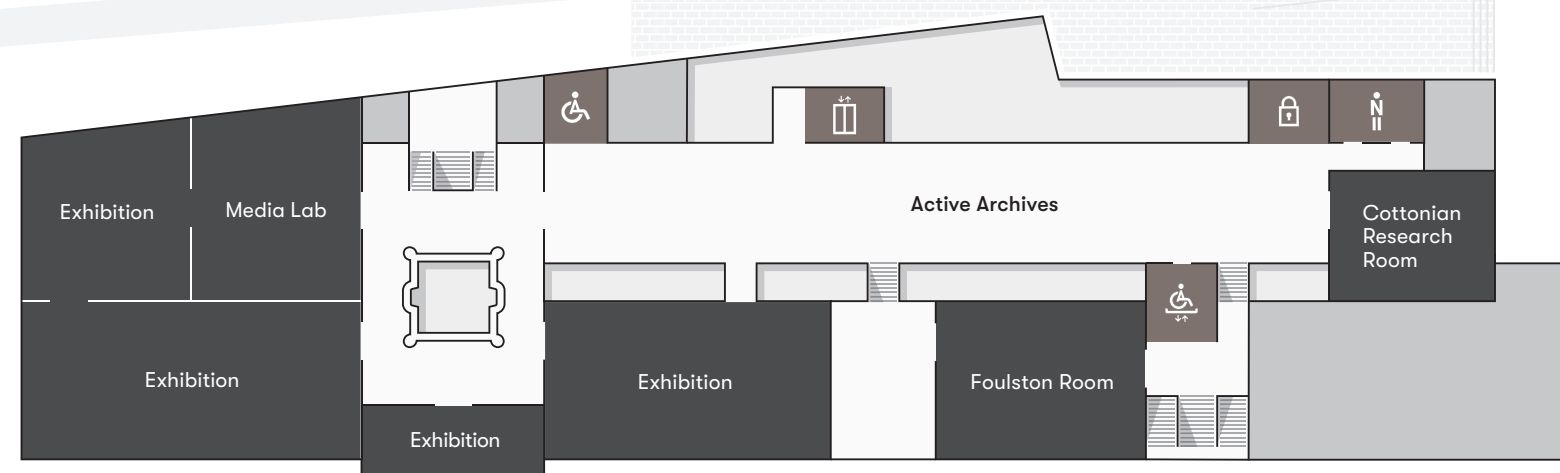 Exhibition
Media Lab
Active Archives
Cottonian
Research
Room
Exhibition
Exhibition
Foulston Room
Exhibition